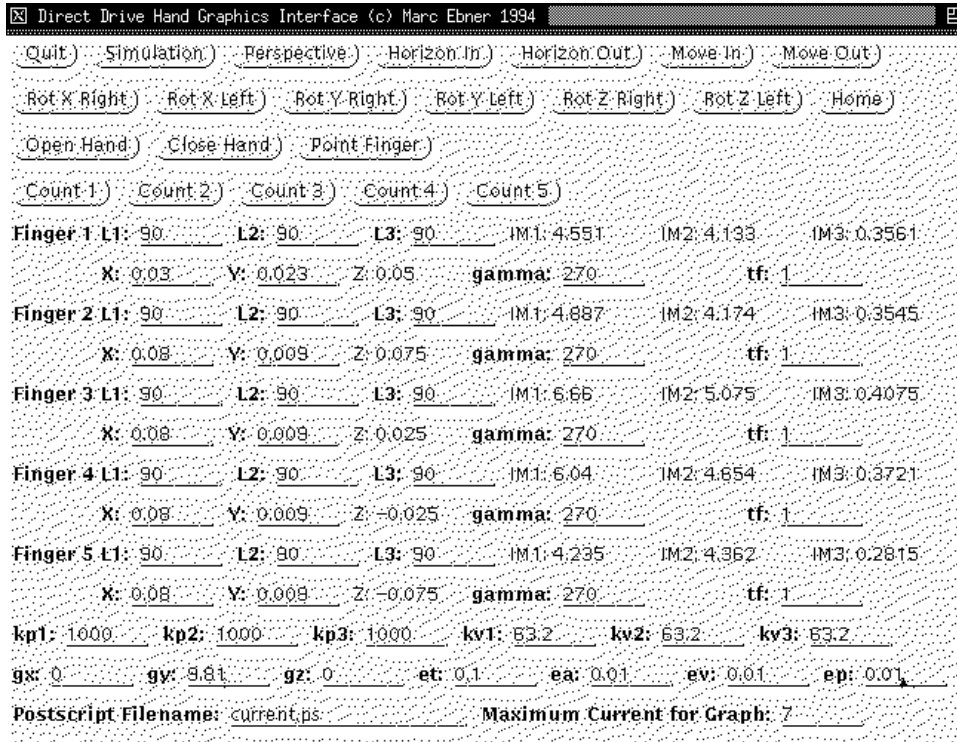 Direct Drive Hand Graphics Interface (c) Marc Ebner 1994
Quit Simulation Perspective Horizon In Horizon Out Move In Move Out
Rot X Right Rot X Left Rot Y Right Rot Y Left Rot Z Right Rot Z Left Home
Open Hand Close Hand Point Finger
Count 1 Count 2 Count 3 Count 4 Count 5
Finger 1 L1: 90 L2: 90 L3: 90 IM1: 4.551 IM2: 4.133 IM3: 0.3561
X: 0.03 Y: 0.023 Z: 0.05 gamma: 270 tf: 1
Finger 2 L1: 90 L2: 90 L3: 90 IM1: 4.887 IM2: 4.174 IM3: 0.3545
X: 0.08 Y: 0.009 Z: 0.075 gamma: 270 tf: 1
Finger 3 L1: 90 L2: 90 L3: 90 IM1: 6.66 IM2: 5.075 IM3: 0.4075
X: 0.08 Y: 0.009 Z: 0.025 gamma: 270 tf: 1
Finger 4 L1: 90 L2: 90 L3: 90 IM1: 6.04 IM2: 4.654 IM3: 0.3721
X: 0.08 Y: 0.009 Z: -0.025 gamma: 270 tf: 1
Finger 5 L1: 90 L2: 90 L3: 90 IM1: 4.235 IM2: 4.362 IM3: 0.2815
X: 0.08 Y: 0.009 Z: -0.075 gamma: 270 tf: 1
kp1: 1000 kp2: 1000 kp3: 1000 kv1: 63.2 kv2: 63.2 kv3: 63.2
gx: 0 gy: 9.81 gz: 0 et: 0.1 ea: 0.01 ev: 0.01 ep: 0.01
Postscript Filename: current.ps Maximum Current for Graph: 7